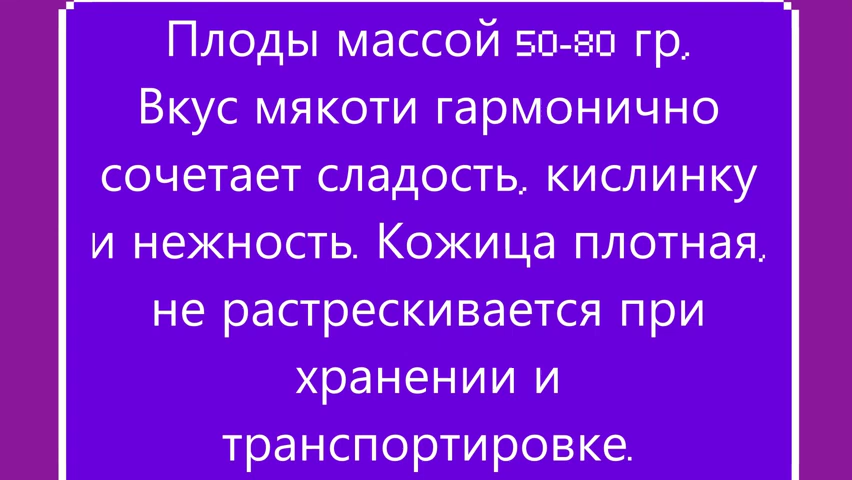 Плоды массой 50-80 гр.
Вкус мякоти гармонично
сочетает сладость, кислинку
и нежность. Кожица плотная,
не растрескивается при
хранении и
транспортировке.